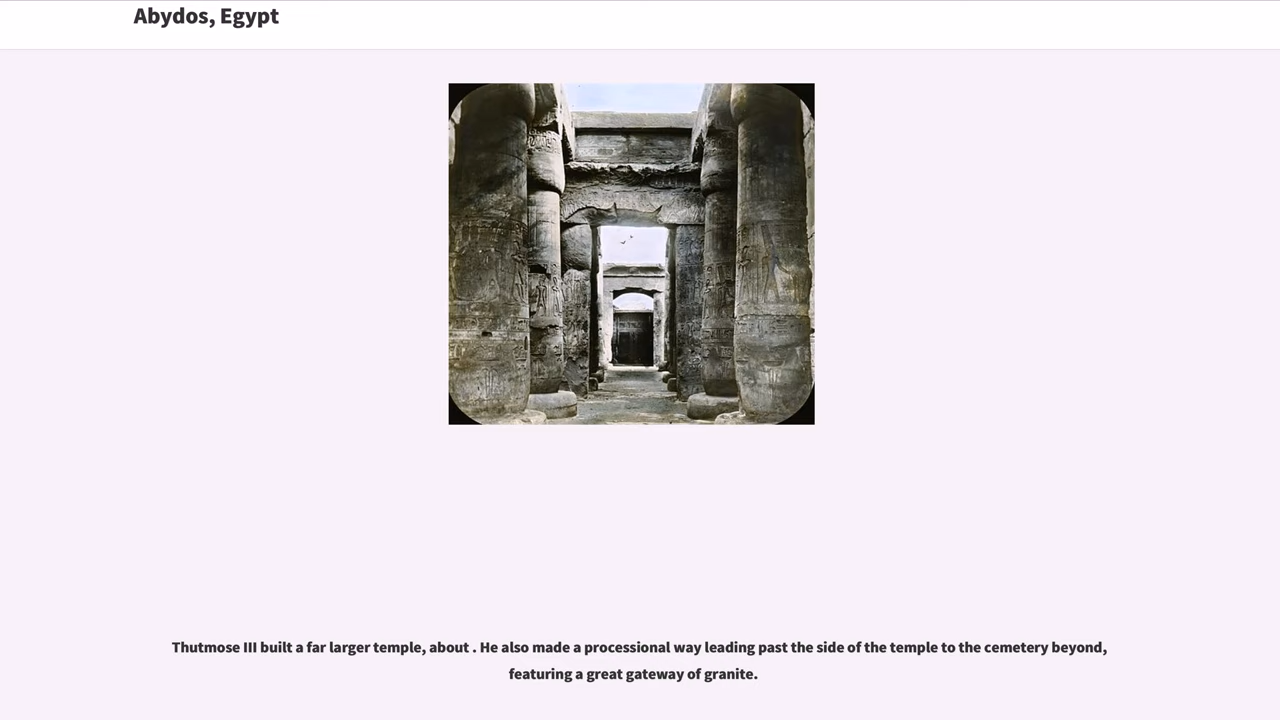 Abydos, Egypt
Thutmose III built a far larger temple, about . He also made a processional way leading past the side of the temple to the cemetery beyond,
featuring a great gateway of granite.